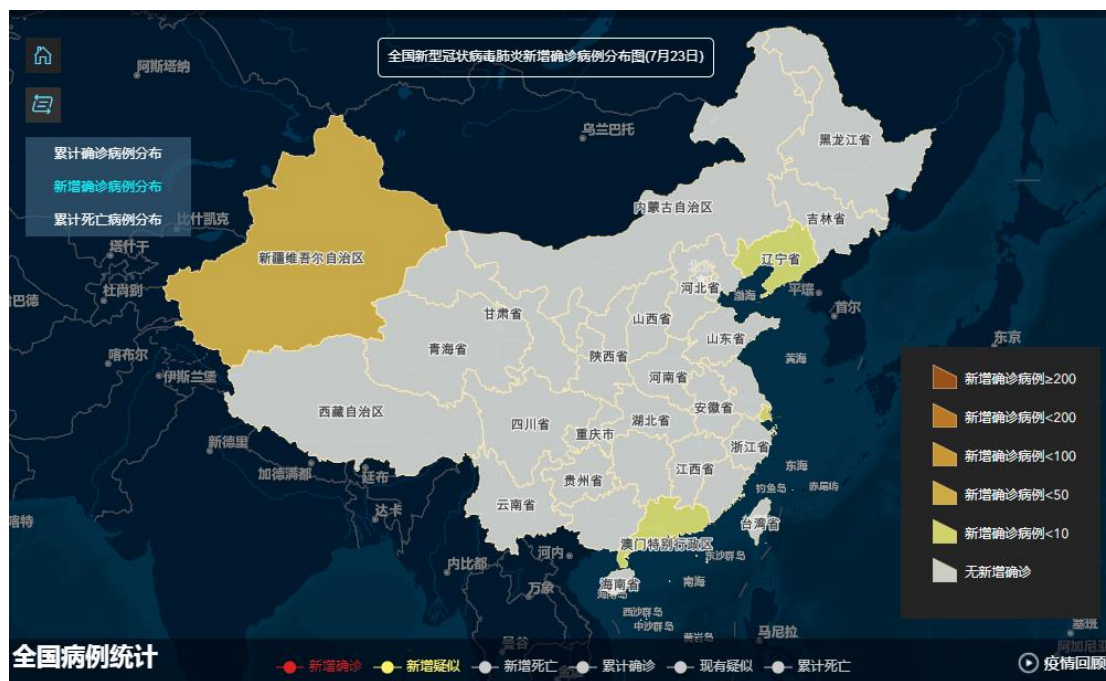 全国新型冠状病毒肺炎新增确诊病例分布图(7月23日)
阿斯塔纳
乌兰巴托
黑龙江省
累计确诊病例分布
新增确诊病例分布
累计死亡病例分布
比什凯克
内蒙古自治区
吉林省
塔什干
新疆维吾尔自治区
辽宁省
杜尚别
巴德
河北省
渤海
平壤
首尔
甘肃省
山西省
山东省
东京
青海省
喀布尔
伊斯兰堡
陕西省
黄海
河南省
西藏自治区
四川省
重庆市
湖北省
安徽省
新德里
加德满都
廷布
浙江省
江西省
东海
贵州省
钓鱼岛
赤尾屿
云南省
达卡
喀特
台湾省
澳门特别行政区
东沙群岛
内比都
河内
海南省
海南岛
南海
万象
西沙群岛
中沙群岛
黄岩岛
马尼拉
曼谷
新增确诊病例≥200
新增确诊病例<200
新增确诊病例<100
新增确诊病例<50
新增确诊病例<10
无新增确诊
全国病例统计
新增确诊
新增疑似
新增死亡
累计确诊
现有疑似
累计死亡
疫情回顾